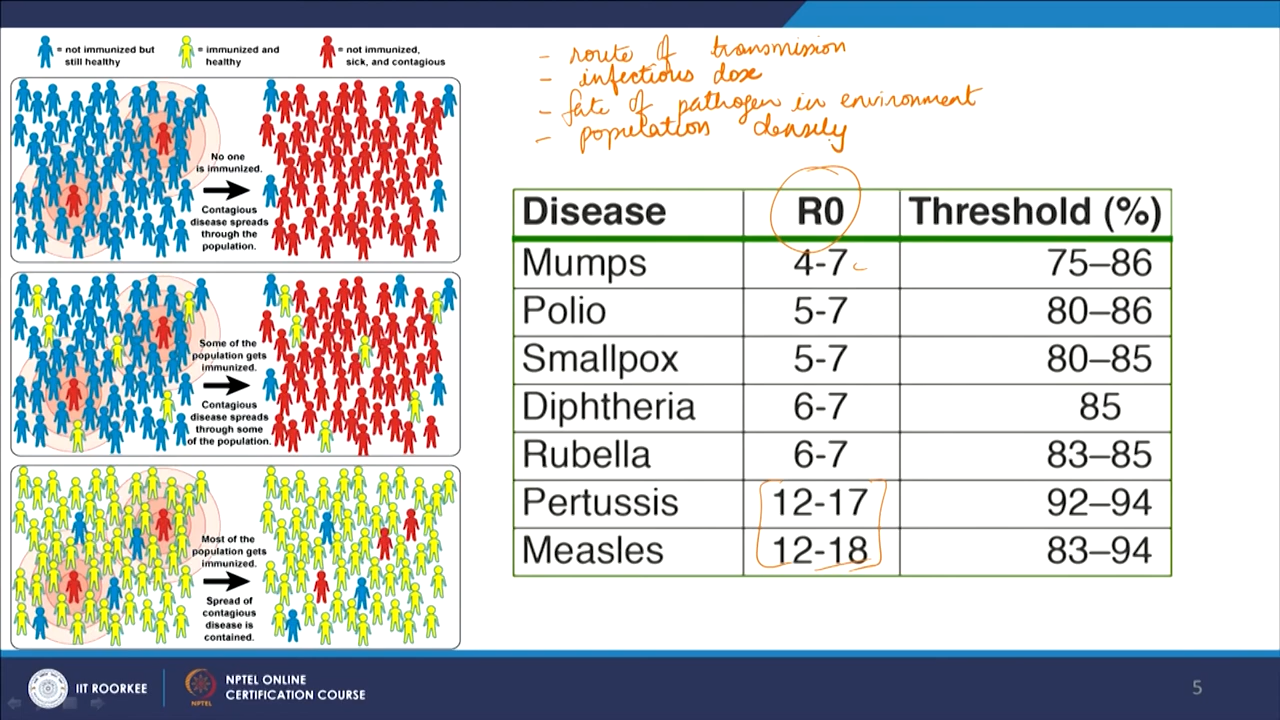 = not immunized but
still healthy
= immunized and
healthy
= not immunized,
sick, and contagious
No one
is immunized.
Contagious
disease spreads
through the
population.
Some of the
population gets
immunized.
Contagious
disease spreads
through some
of the population.
Most of the
population gets
immunized.
Spread of
contagious
disease is
contained.
- route of transmission
- infectious dose
- fate of pathogen in environment
- population density
Disease R0 Threshold (%)
Mumps 4-7 75–86
Polio 5-7 80–86
Smallpox 5-7 80–85
Diphtheria 6-7 85
Rubella 6-7 83–85
Pertussis 12-17 92–94
Measles 12-18 83–94
IIT ROORKEE
NPTEL
NPTEL ONLINE
CERTIFICATION COURSE
5